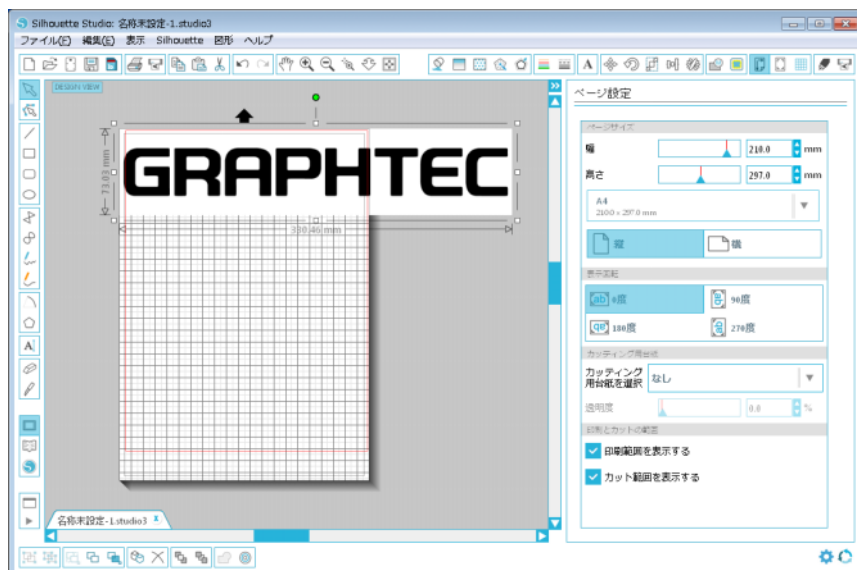 Silhouette Studio: 名称未設定-1.studio3
ファイル(F) 編集(E) 表示 Silhouette 図形 ヘルプ
DESIGN VIEW
GRAPHTEC
73.03 mm
330.46 mm
名称未設定-1.studio3
ページ設定
ページサイズ
幅 210.0 mm
高さ 297.0 mm
A4
210.0 x 297.0 mm
縦 横
表示回転
0度 90度
180度 270度
カッティング用台紙
カッティング用台紙を選択 なし
透明度 0.0 %
印刷とカットの範囲
印刷範囲を表示する
カット範囲を表示する